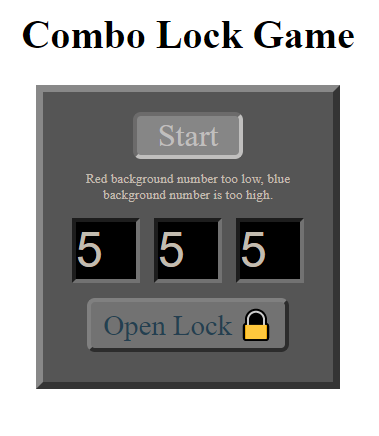 Combo Lock Game
Start
Red background number too low, blue
background number is too high.
5 5 5
Open Lock 🔒